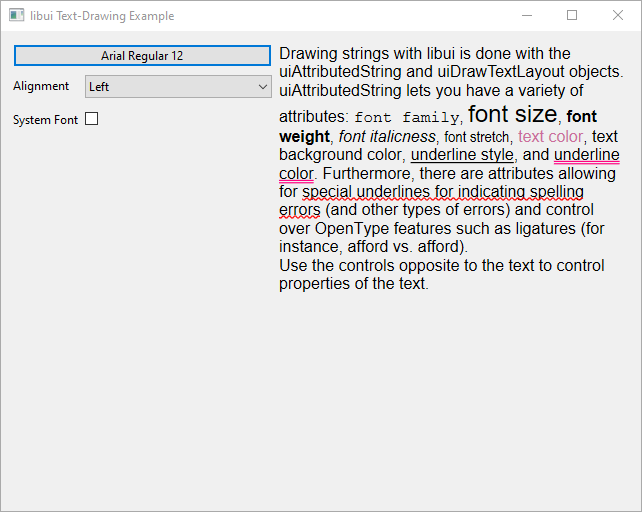 libui Text-Drawing Example
Arial Regular 12
Alignment
Left
System Font
Drawing strings with libui is done with the
uiAttributedString and uiDrawTextLayout objects.
uiAttributedString lets you have a variety of
attributes: font family, font size, font
weight, font italicness, font stretch, text color, text
background color, underline style, and underline
color. Furthermore, there are attributes allowing
for special underlines for indicating spelling
errors (and other types of errors) and control
over OpenType features such as ligatures (for
instance, afford vs. afford).
Use the controls opposite to the text to control
properties of the text.